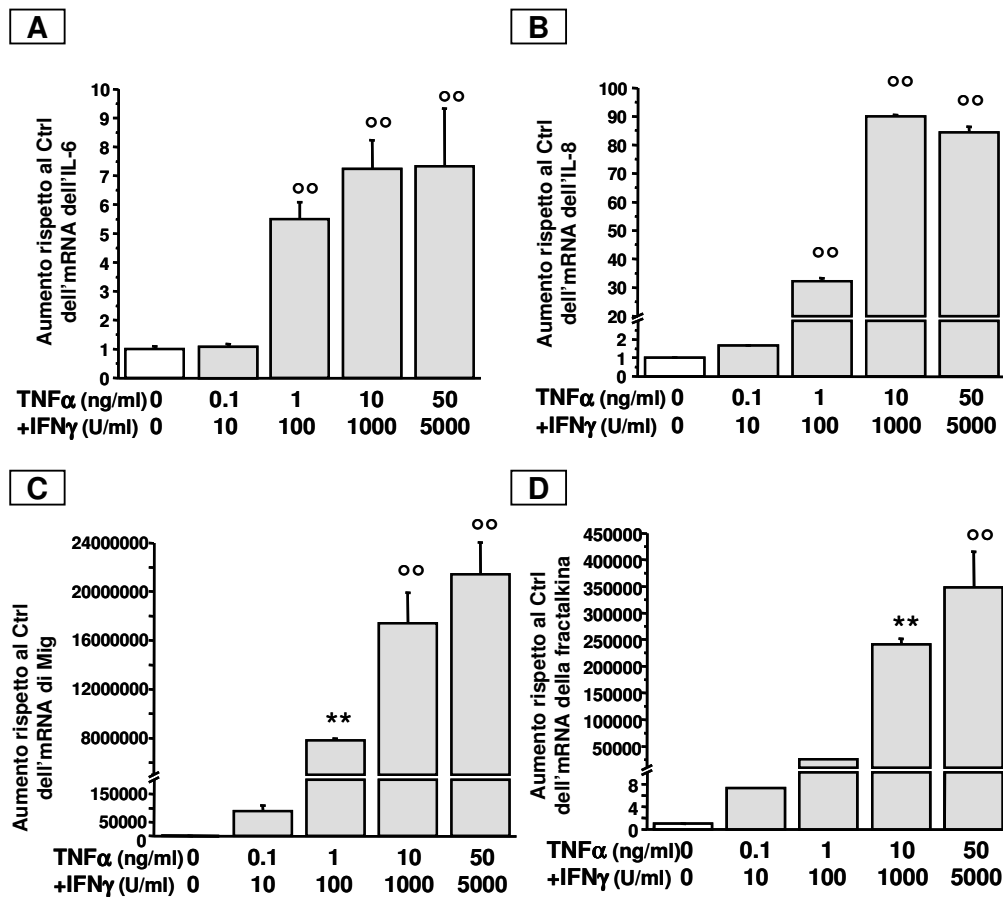 A
Aumento rispetto al Ctrl
dell'mRNA dell'IL-6
10
9
8
7
6
5
4
3
2
1
0
°° °° °°
TNFα (ng/ml) 0 0.1 1 10 50
+IFNγ (U/ml) 0 10 100 1000 5000
B
Aumento rispetto al Ctrl
dell'mRNA dell'IL-8
100
90
80
70
60
50
40
30
20
2
1
0
°° °° °°
TNFα (ng/ml) 0 0.1 1 10 50
+IFNγ (U/ml) 0 10 100 1000 5000
C
Aumento rispetto al Ctrl
dell'mRNA di Mig
24000000
20000000
16000000
12000000
8000000
150000
50000
0
** °° °°
TNFα (ng/ml) 0 0.1 1 10 50
+IFNγ (U/ml) 0 10 100 1000 5000
D
Aumento rispetto al Ctrl
dell'mRNA della fractalkina
450000
400000
350000
300000
250000
200000
150000
100000
50000
8
4
0
** °°
TNFα (ng/ml) 0 0.1 1 10 50
+IFNγ (U/ml) 0 10 100 1000 5000